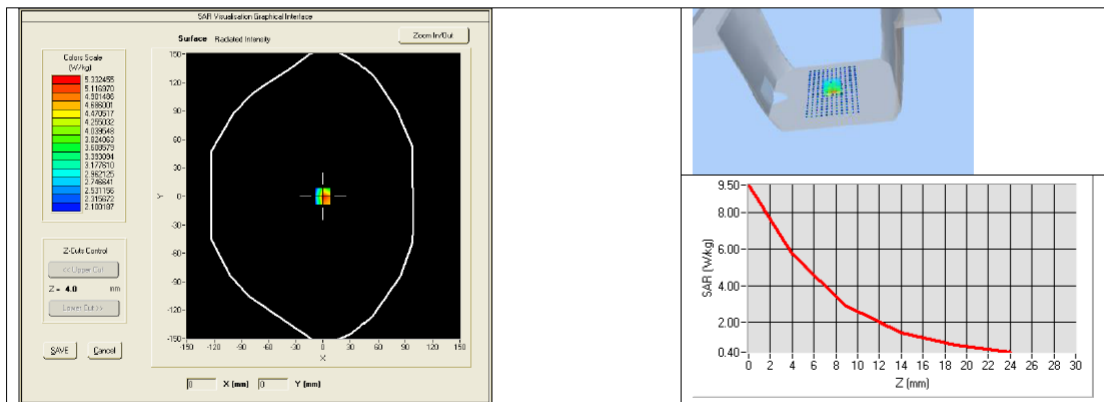 SAR Visualisation Graphical Interface
Surface Radiated Intensity
Zoom In/Out
Colors Scale
(W/kg)
5.332455
5.116970
4.901486
4.686001
4.470517
4.255032
4.039548
3.824063
3.608579
3.393094
3.177610
2.962125
2.746641
2.531156
2.315672
2.100187
Z-Cuts Control
<< Upper Cut
Z = 4.0 mm
Lower Cut >>
SAVE Cancel
150
120
90
60
30
0
-30
-60
-90
-120
-150
Y
-150 -120 -90 -60 -30 0 30 60 90 120 150
X
0 X (mm) 0 Y (mm)
9.50
8.00
6.00
4.00
2.00
0.40
SAR (W/kg)
0 2 4 6 8 10 12 14 16 18 20 22 24 26 28 30
Z (mm)